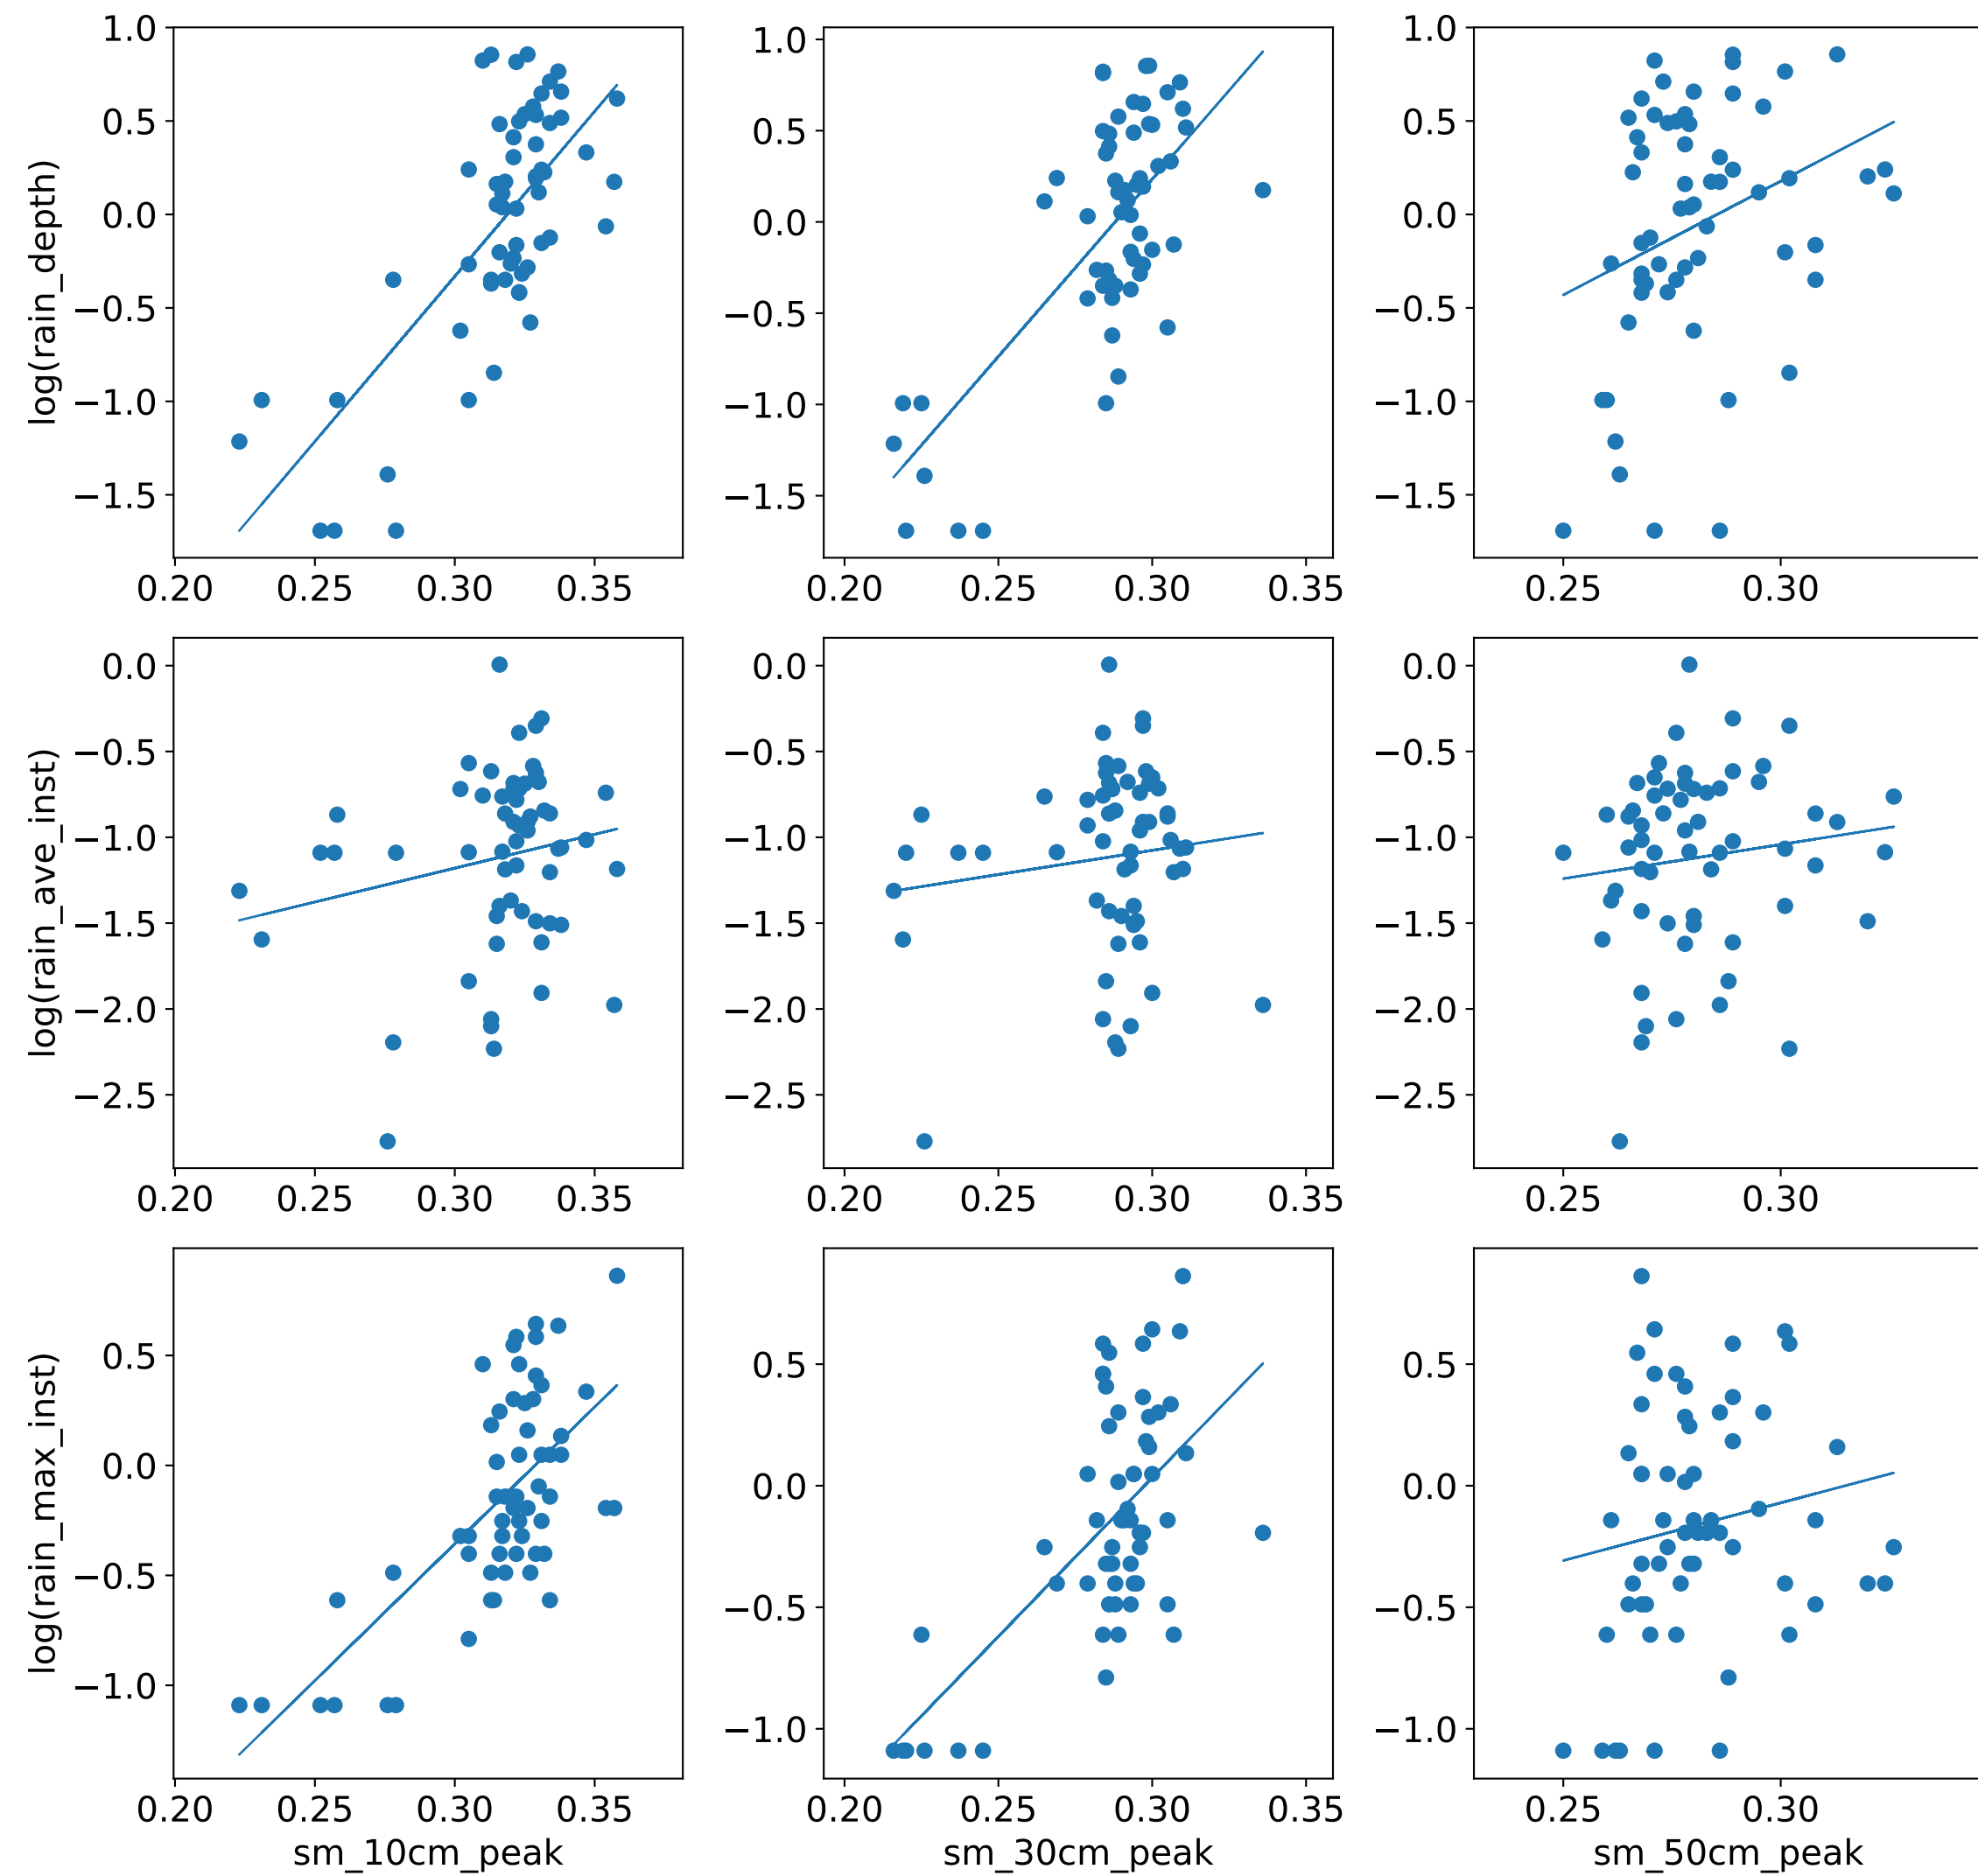 1.0 1.0 1.0
0.5 0.5 0.5
log(rain_depth) 0.0 0.0 0.0
−0.5 −0.5 −0.5
−1.0 −1.0 −1.0
−1.5 −1.5 −1.5
0.20 0.25 0.30 0.35 0.20 0.25 0.30 0.35 0.25 0.30
0.0 0.0 0.0
−0.5 −0.5 −0.5
log(rain_ave_inst) −1.0 −1.0 −1.0
−1.5 −1.5 −1.5
−2.0 −2.0 −2.0
−2.5 −2.5 −2.5
0.20 0.25 0.30 0.35 0.20 0.25 0.30 0.35 0.25 0.30
0.5 0.5 0.5
log(rain_max_inst) 0.0 0.0 0.0
−0.5 −0.5 −0.5
−1.0 −1.0 −1.0
0.20 0.25 0.30 0.35 0.20 0.25 0.30 0.35 0.25 0.30
sm_10cm_peak sm_30cm_peak sm_50cm_peak